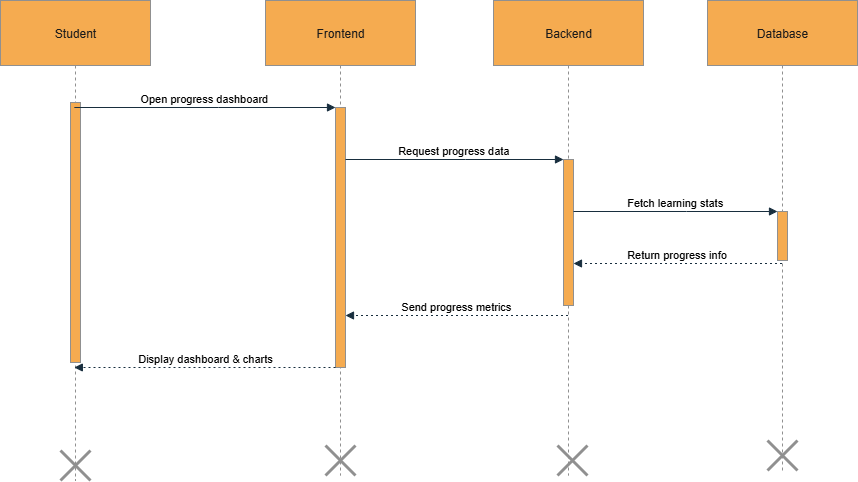 Student
Frontend
Backend
Database
Open progress dashboard
Request progress data
Fetch learning stats
Return progress info
Send progress metrics
Display dashboard & charts